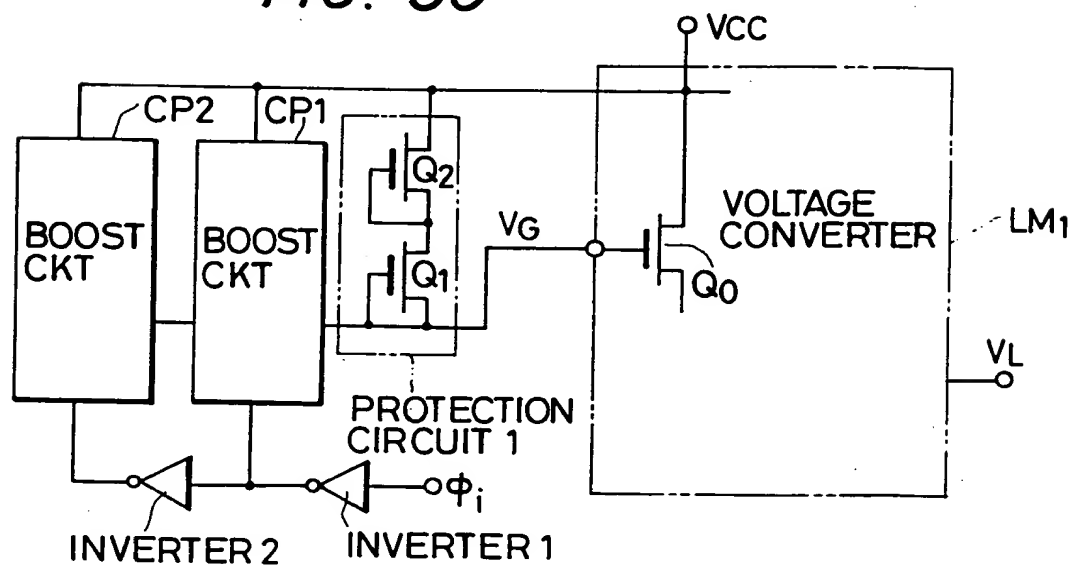 VCC
CP2
CP1
Q2
BOOST
CKT
BOOST
CKT
Q1
VG
VOLTAGE
CONVERTER
LM1
Q0
VL
PROTECTION
CIRCUIT 1
ϕi
INVERTER 2
INVERTER 1